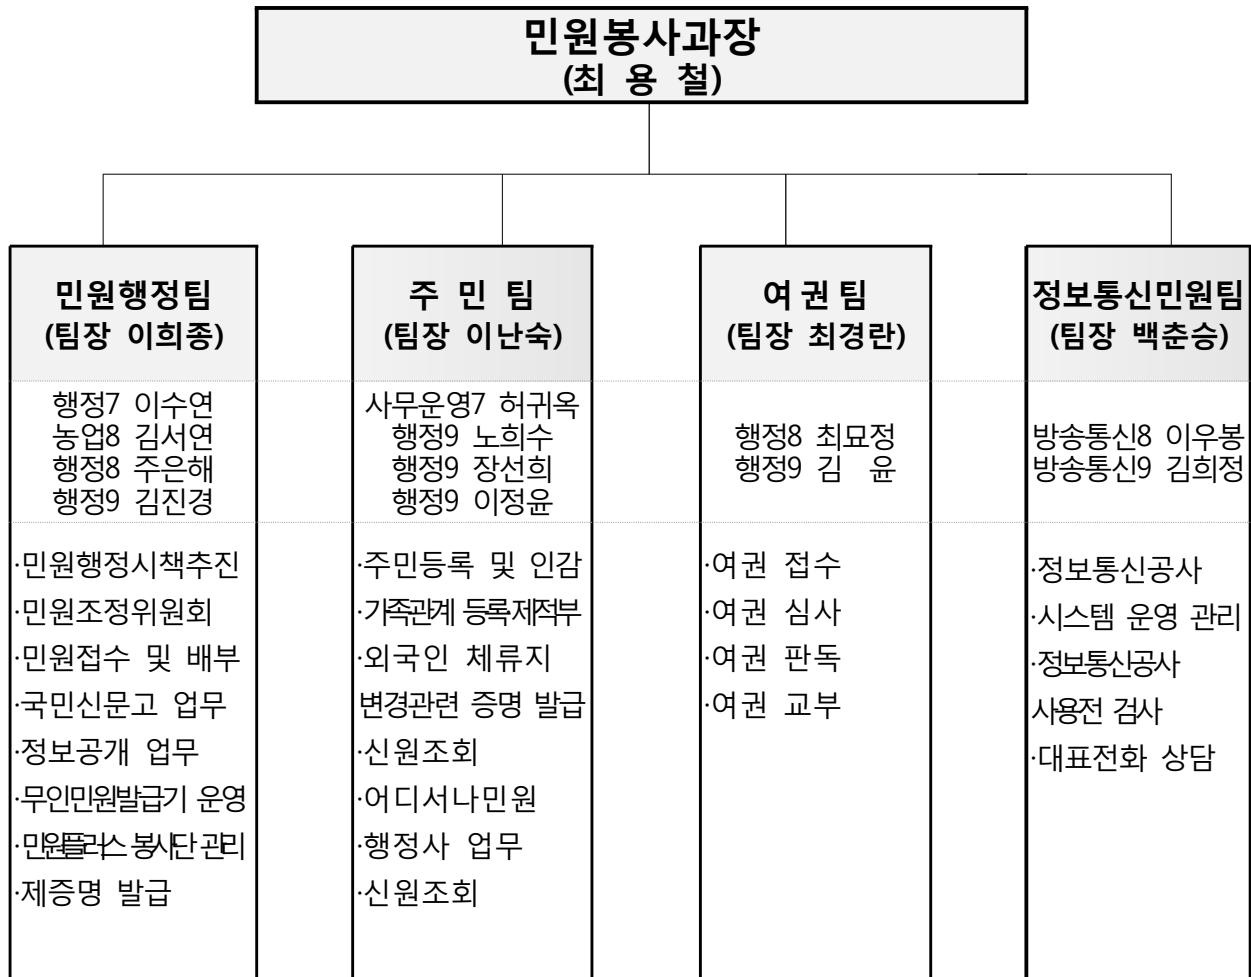 민원봉사과장
(최 용 철)
민원행정팀
(팀장 이희종)
행정7 이수연
농업8 김서연
행정8 주은해
행정9 김진경
·민원행정시책추진
·민원조정위원회
·민원접수 및 배부
·국민신문고 업무
·정보공개 업무
·무인민원발급기 운영
·민원플러스 봉사단 관리
·제증명 발급
주 민 팀
(팀장 이난숙)
사무운영7 허귀옥
행정9 노희수
행정9 장선희
행정9 이정윤
·주민등록 및 인감
·가족관계 등록·제적부
·외국인 체류지
변경관련 증명 발급
·신원조회
·어디서나민원
·행정사 업무
·신원조회
여 권 팀
(팀장 최경란)
행정8 최묘정
행정9 김 윤
·여권 접수
·여권 심사
·여권 판독
·여권 교부
정보통신민원팀
(팀장 백춘승)
방송통신8 이우봉
방송통신9 김희정
·정보통신공사
·시스템 운영 관리
·정보통신공사
사용전 검사
·대표전화 상담